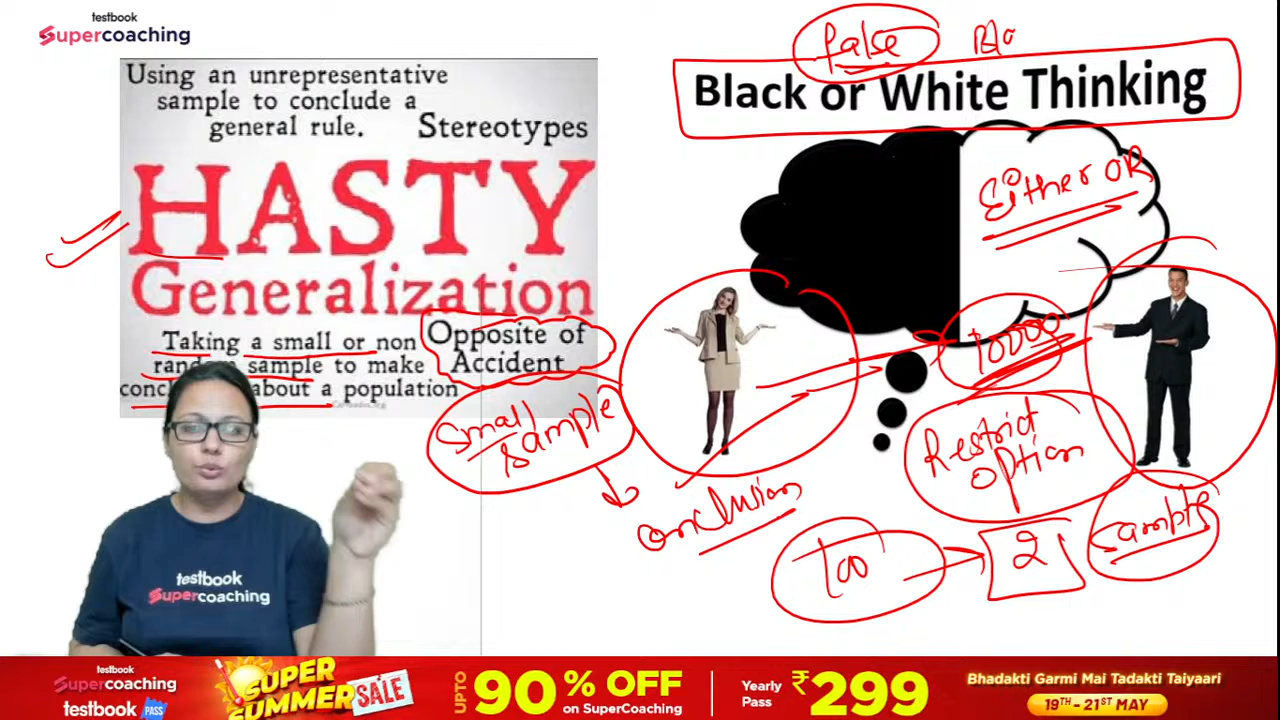 testbook
Supercoaching
Using an unrepresentative
sample to conclude a
general rule.
Stereotypes
HASTY
Generalization
Taking a small or non
random sample to make
about a population
Opposite of
Accident
false
Black or White Thinking
Either OR
10000
Small
sample
conclusion
Restrict
option
100
2
sample
testbook
Supercoaching
testbook
Supercoaching
testbook PASS
SUPER
SUMMER SALE
UPTO 90% OFF
on SuperCoaching
Yearly
Pass
₹299
Bhadakti Garmi Mai Tadakti Taiyaari
19TH - 21ST MAY